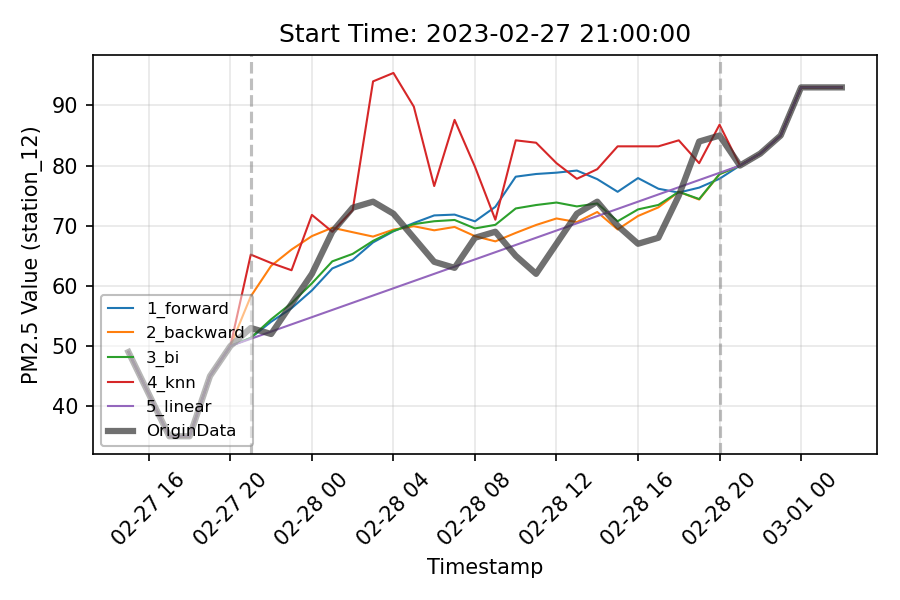 Start Time: 2023-02-27 21:00:00
PM2.5 Value (station_12)
90
80
70
60
50
40
1_forward
2_backward
3_bi
4_knn
5_linear
OriginData
02-27 16
02-27 20
02-28 00
02-28 04
02-28 08
02-28 12
02-28 16
02-28 20
03-01 00
Timestamp